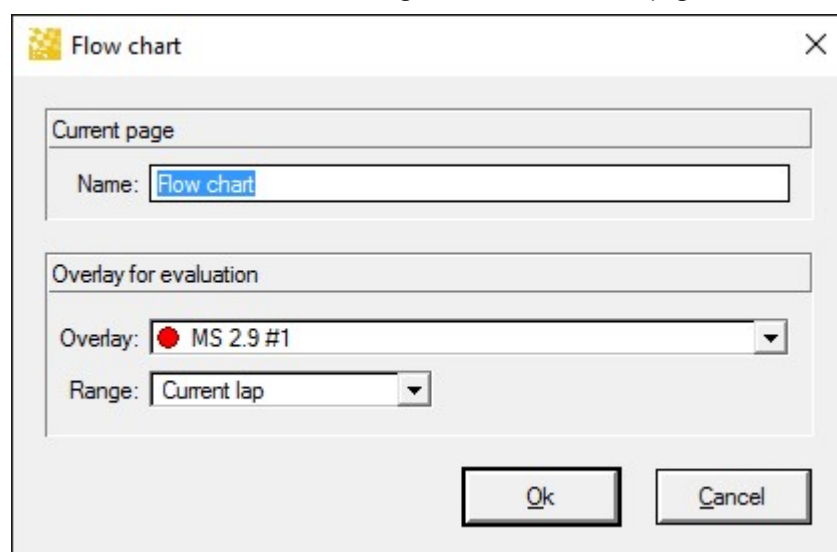 Flow chart
Current page
Name: Flow chart
Overlay for evaluation
Overlay: MS 2.9 #1
Range: Current lap
Ok Cancel